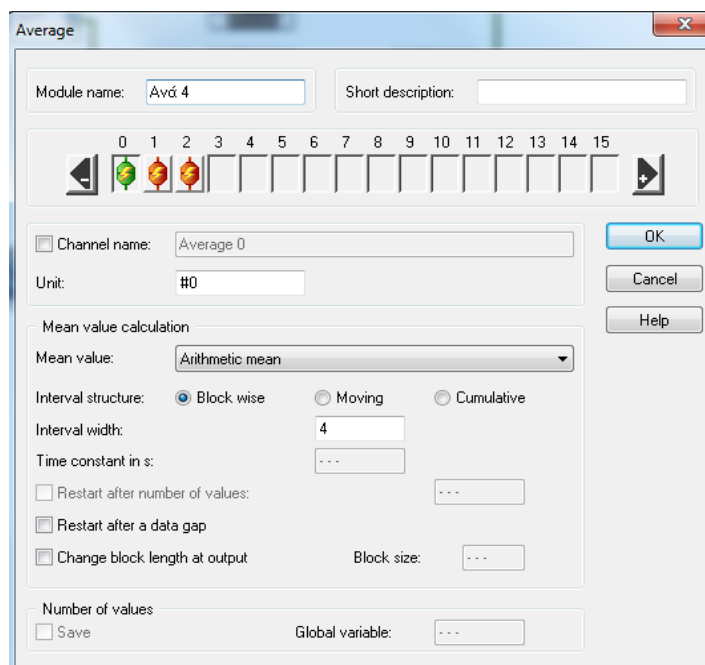 Average
Module name: Ανά 4 Short description:
0 1 2 3 4 5 6 7 8 9 10 11 12 13 14 15
Channel name: Average 0
OK
Unit: #0
Cancel
Help
Mean value calculation
Mean value: Arithmetic mean
Interval structure: Block wise Moving Cumulative
Interval width: 4
Time constant in s: - - -
Restart after number of values: - - -
Restart after a data gap
Change block length at output Block size: - - -
Number of values
Save Global variable: - - -